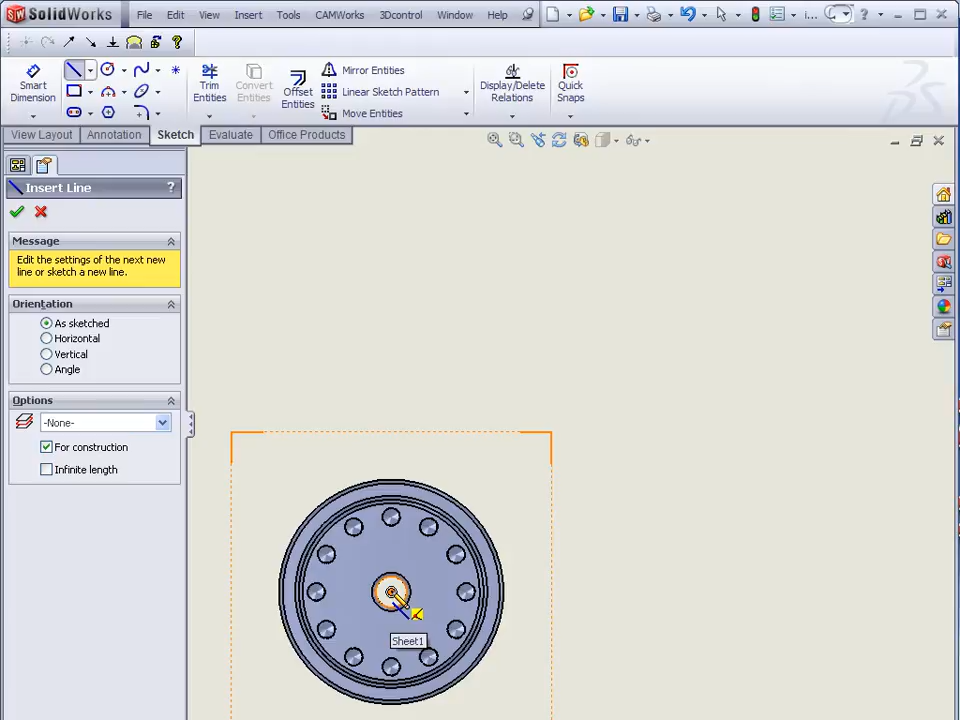 SolidWorks File Edit View Insert Tools CAMWorks 3Dcontrol Window Help i...
Smart Dimension
Trim Entities
Convert Entities
Offset Entities
Mirror Entities
Linear Sketch Pattern
Move Entities
Display/Delete Relations
Quick Snaps
View Layout Annotation Sketch Evaluate Office Products
Insert Line ?
Message
Edit the settings of the next new
line or sketch a new line.
Orientation
As sketched
Horizontal
Vertical
Angle
Options
-None-
For construction
Infinite length
Sheet1